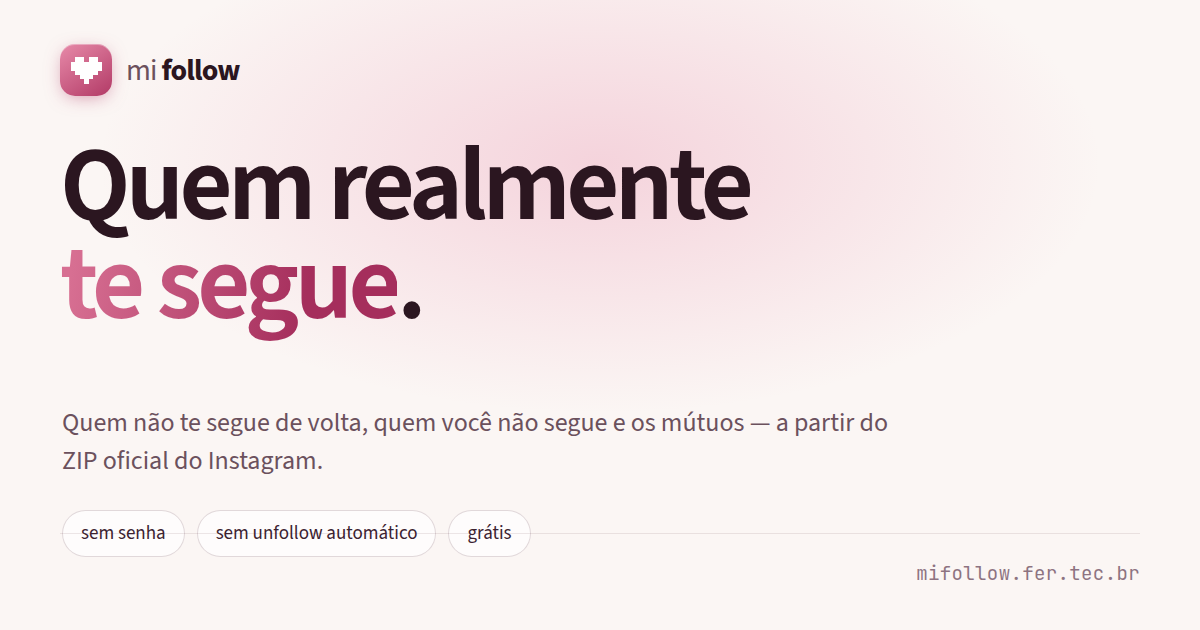 mi follow
Quem realmente
te segue.
Quem não te segue de volta, quem você não segue e os mútuos — a partir do
ZIP oficial do Instagram.
sem senha
sem unfollow automático
grátis
mifollow.fer.tec.br